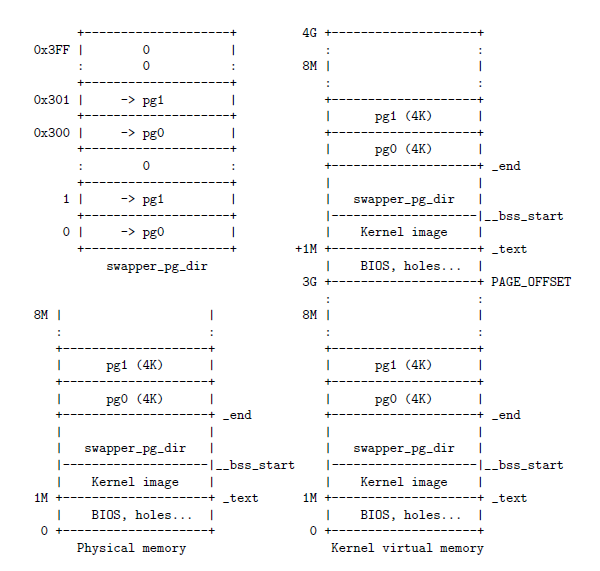 4G
0x3FF 0
0
8M
0x301 -> pg1
pg1 (4K)
0x300 -> pg0
pg0 (4K)
0
_end
1 -> pg1
swapper_pg_dir
__bss_start
0 -> pg0
Kernel image
+1M _text
swapper_pg_dir
BIOS, holes...
3G PAGE_OFFSET
8M
8M
pg1 (4K)
pg1 (4K)
pg0 (4K)
pg0 (4K)
_end
_end
swapper_pg_dir
swapper_pg_dir
__bss_start
__bss_start
Kernel image
Kernel image
1M _text
1M _text
BIOS, holes...
BIOS, holes...
0
0
Physical memory
Kernel virtual memory